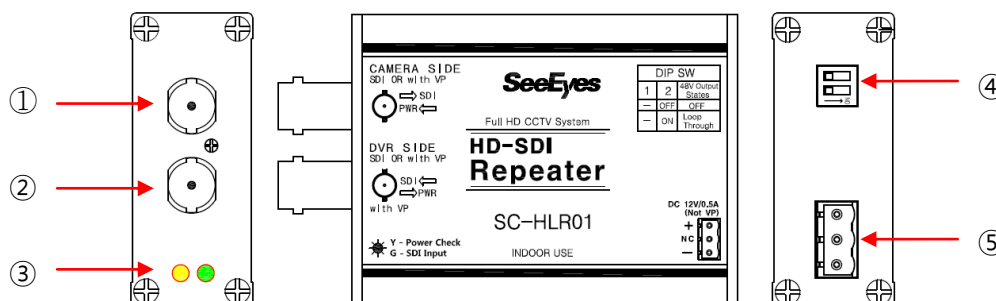 ①
②
③
CAMERA SIDE
SDI OR with VP
SDI
PWR
DVR SIDE
SDI OR with VP
SDI
PWR
with VP
Y - Power Check
G - SDI Input
SeeEyes
Full HD CCTV System
HD-SDI
Repeater
SC-HLR01
INDOOR USE
DIP SW
1 2 48V Output States
- OFF OFF
- ON Loop Through
DC 12V/0.5A
(Not VP)
+
NC
-
④
⑤